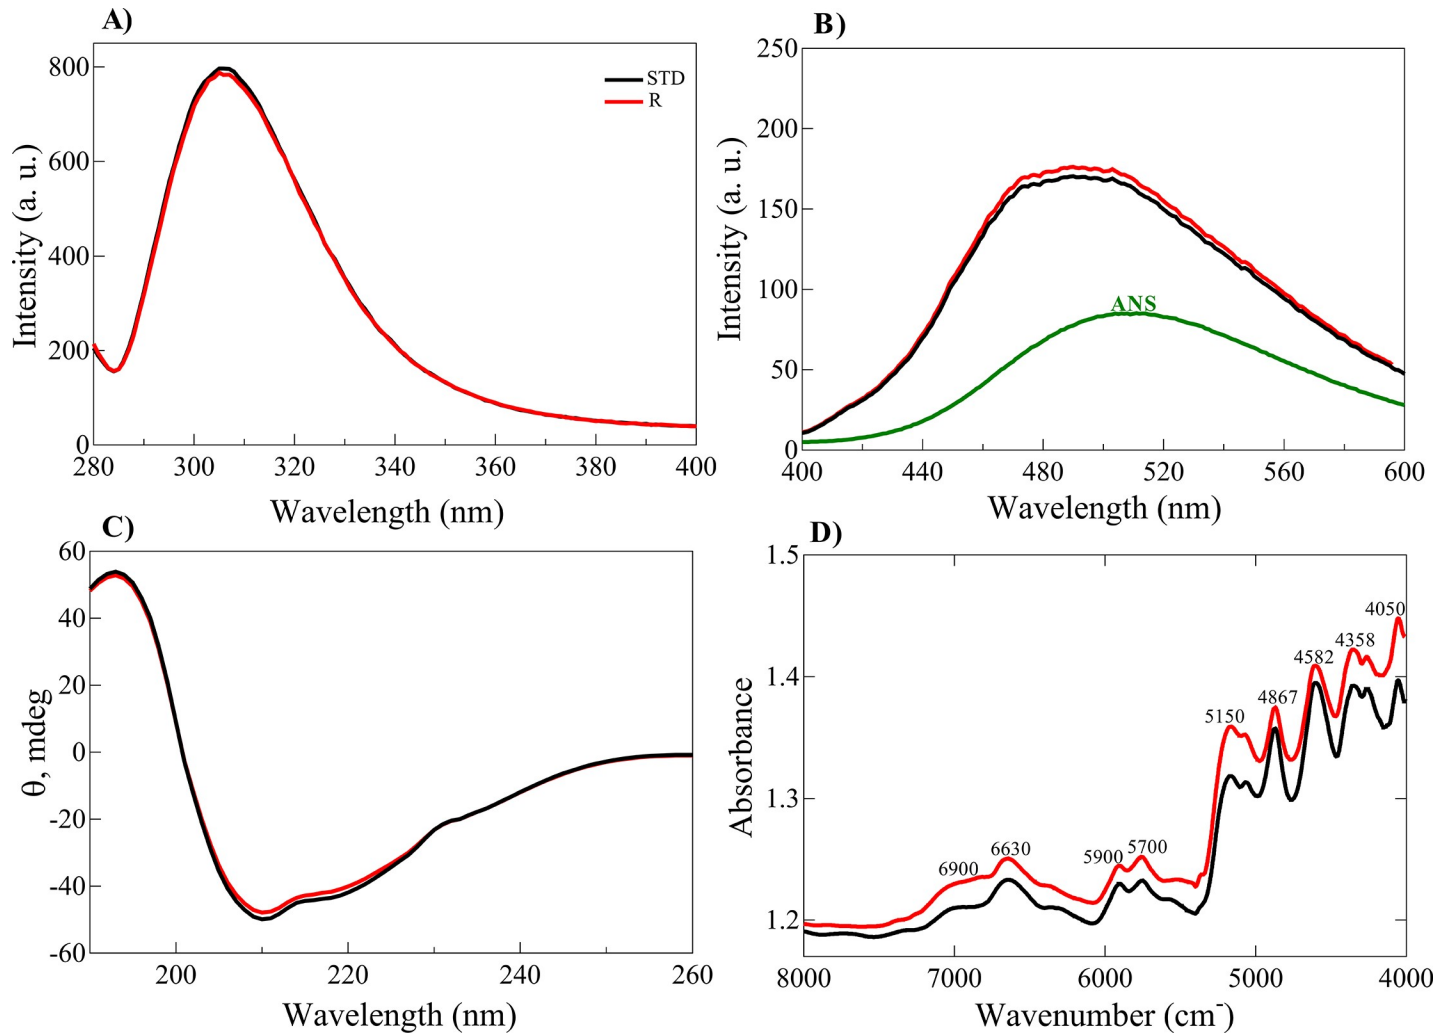 A)
800
600
400
200
0
280 300 320 340 360 380 400
Intensity (a. u.)
Wavelength (nm)
STD
R
B)
250
200
150
100
50
0
400 440 480 520 560 600
Intensity (a. u.)
Wavelength (nm)
ANS
C)
60
40
20
0
-20
-40
-60
200 220 240 260
θ, mdeg
Wavelength (nm)
D)
1.5
1.4
1.3
1.2
8000 7000 6000 5000 4000
Absorbance
Wavenumber (cm⁻)
6900
6630
5900
5700
5150
4867
4582
4358
4050